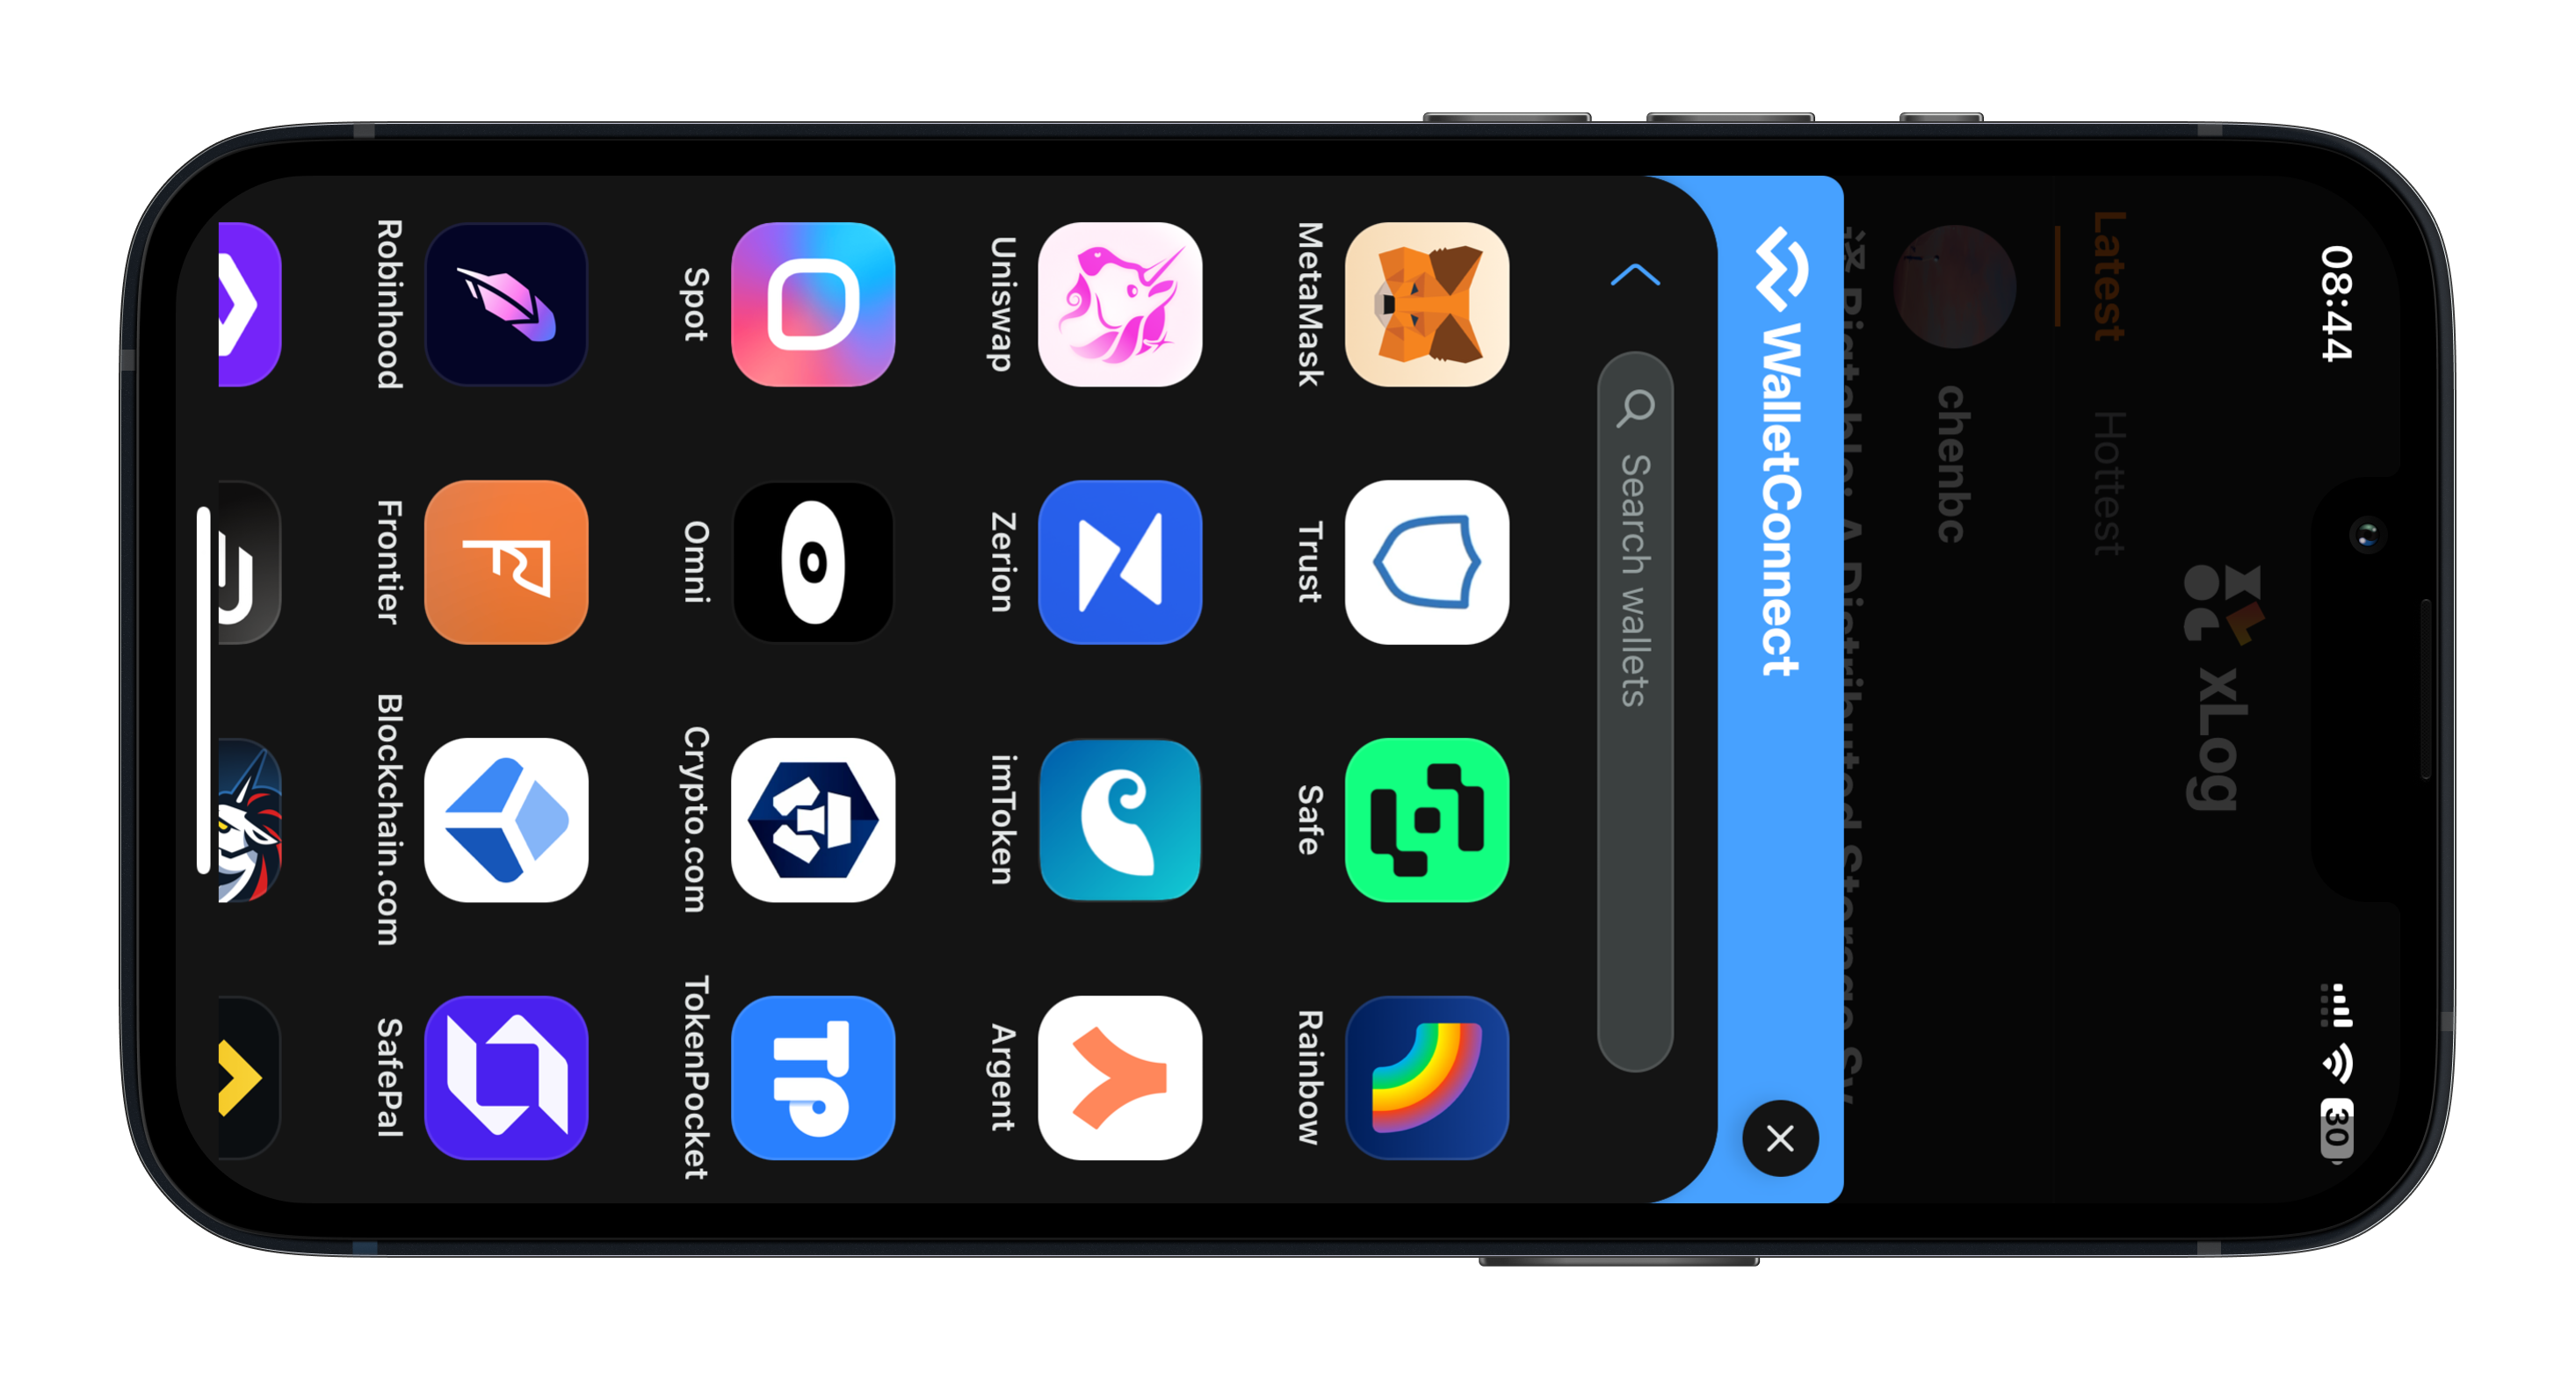 08:44
30
xLog
Latest Hottest
chenbc
WalletConnect
Search wallets
MetaMask Trust Safe Rainbow
Uniswap Zerion imToken Argent
TP
Spot Omni Crypto.com TokenPocket
Robinhood Frontier Blockchain.com SafePal